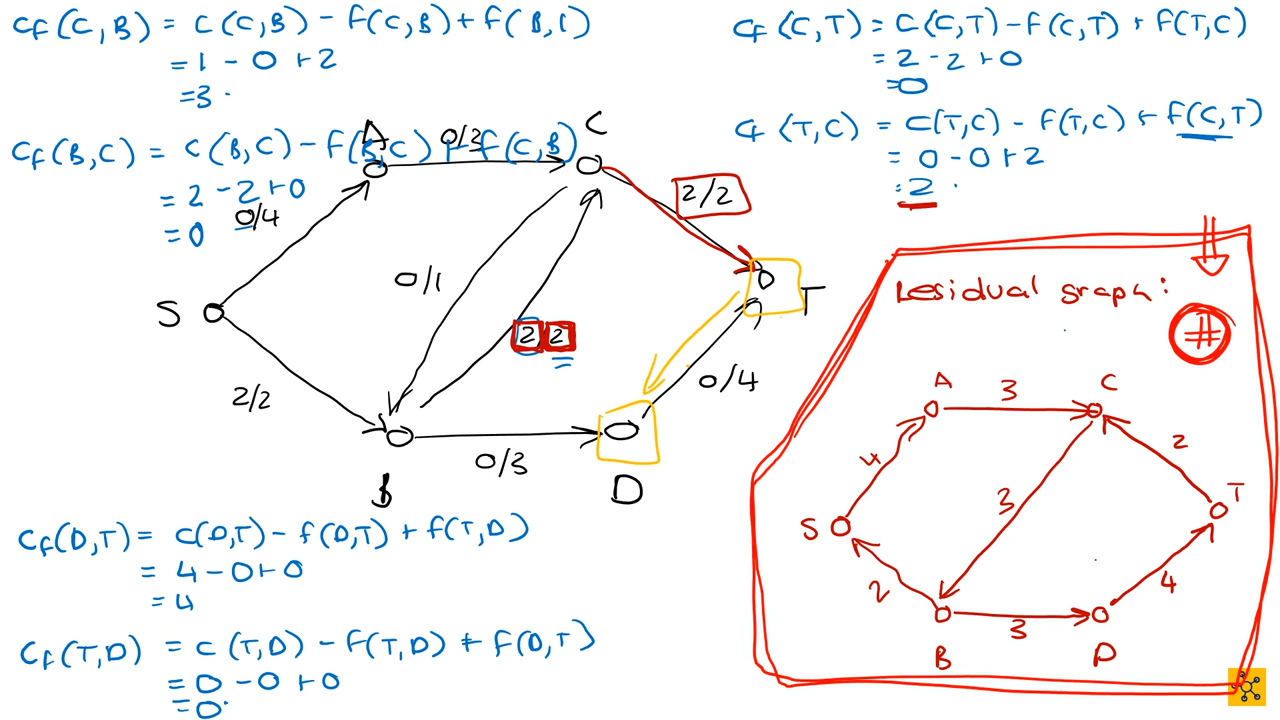 Cf(C,B) = C(C,B) - f(C,B) + f(B,C)
= 1 - 0 + 2
= 3
Cf(B,C) = C(B,C) - f(B,C) + f(C,B)
= 2 - 2 + 0
= 0
Cf(C,T) = C(C,T) - f(C,T) + f(T,C)
= 2 - 2 + 0
= 0
Cf(T,C) = C(T,C) - f(T,C) + f(C,T)
= 0 - 0 + 2
= 2
A
0/3
C
0/4
2/2
0/1
S
T
2 2
2/2
0/4
0/3
B
D
Residual graph:
#
A
3
C
4
2
3
S
T
2
4
3
B
D
Cf(D,T) = C(D,T) - f(D,T) + f(T,D)
= 4 - 0 + 0
= 4
Cf(T,D) = C(T,D) - f(T,D) + f(D,T)
= 0 - 0 + 0
= 0